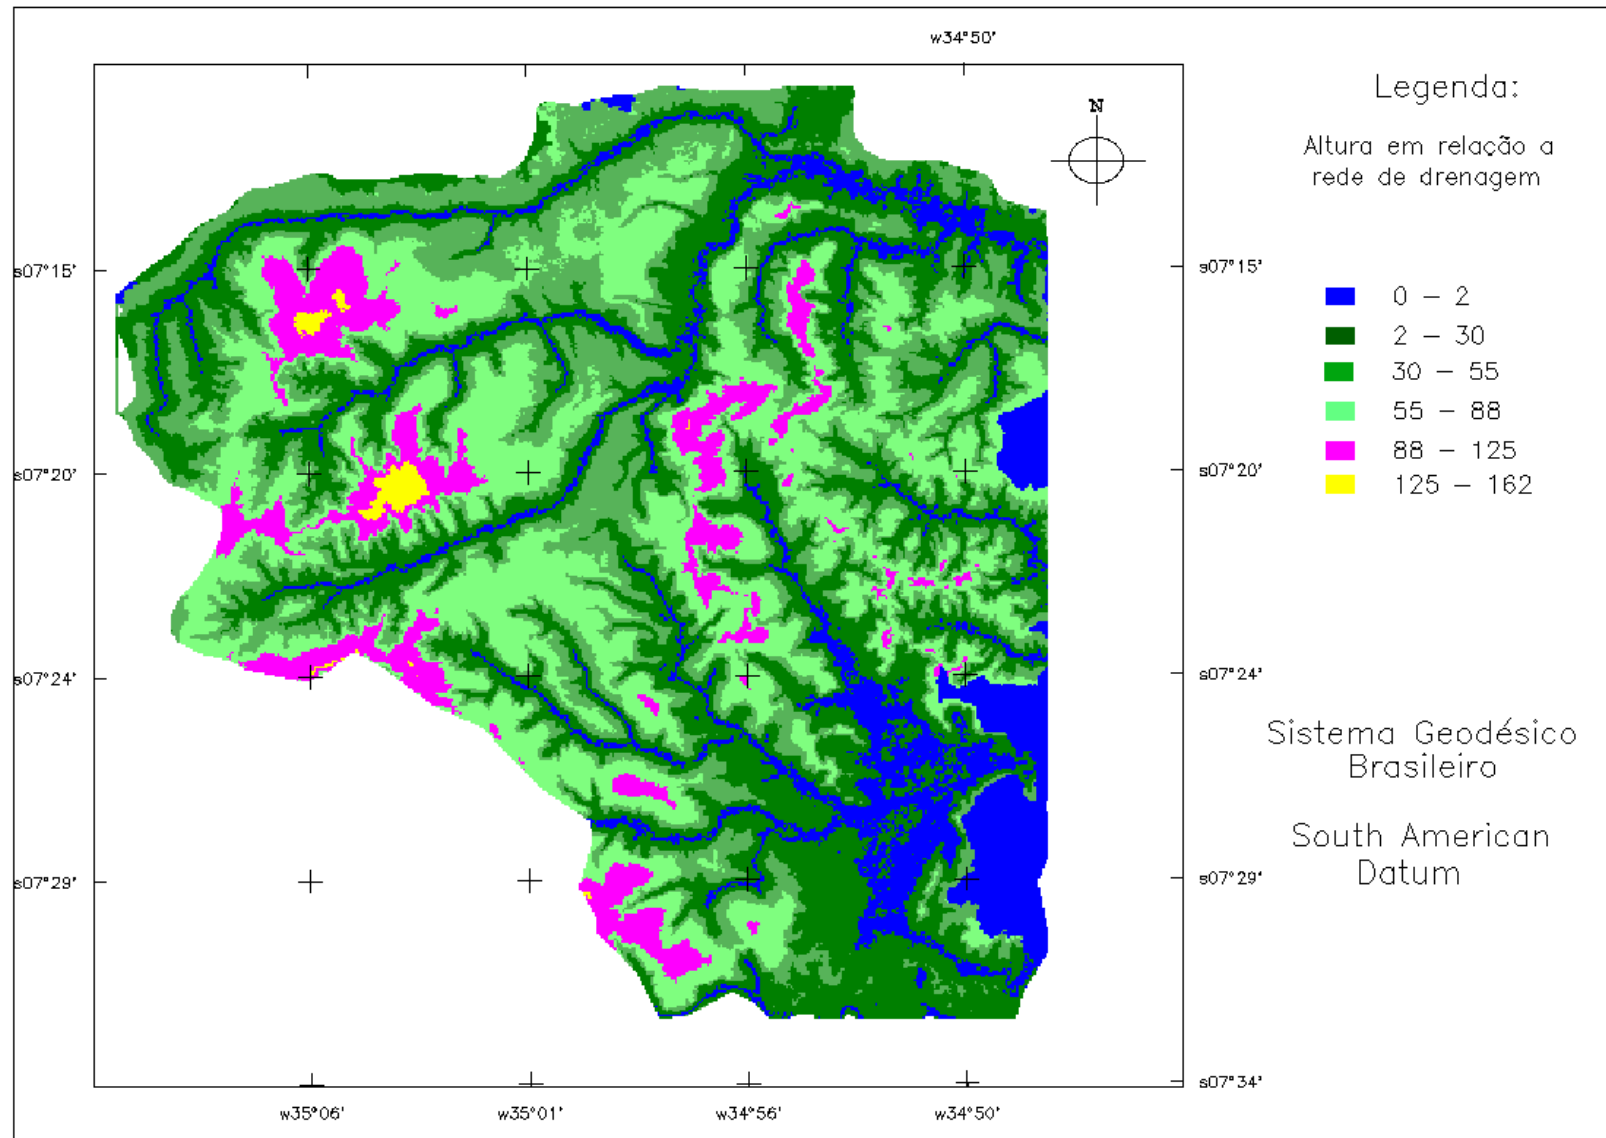 w34°50'
N
Legenda:
Altura em relação a
rede de drenagem
s07°15'
s07°15'
0 – 2
2 – 30
30 – 55
55 – 88
88 – 125
125 – 162
s07°20'
s07°20'
s07°24'
s07°24'
Sistema Geodésico
Brasileiro
South American
Datum
s07°29'
s07°29'
s07°34'
w35°06'
w35°01'
w34°56'
w34°50'